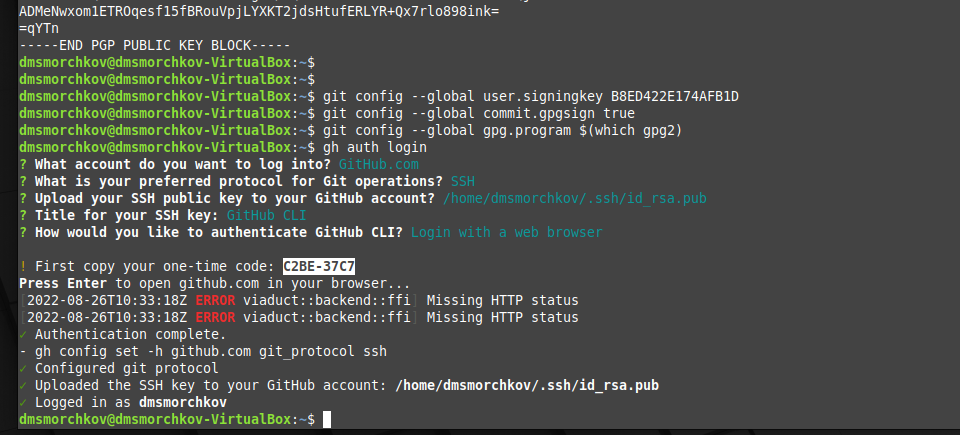 ADMeNwxom1ETROqesf15fBRouVpjLYXKT2jdsHtufERLYR+Qx7rlo898ink=
=qYTn
-----END PGP PUBLIC KEY BLOCK-----
dmsmorchkov@dmsmorchkov-VirtualBox:~$
dmsmorchkov@dmsmorchkov-VirtualBox:~$
dmsmorchkov@dmsmorchkov-VirtualBox:~$ git config --global user.signingkey B8ED422E174AFB1D
dmsmorchkov@dmsmorchkov-VirtualBox:~$ git config --global commit.gpgsign true
dmsmorchkov@dmsmorchkov-VirtualBox:~$ git config --global gpg.program $(which gpg2)
dmsmorchkov@dmsmorchkov-VirtualBox:~$ gh auth login
? What account do you want to log into? GitHub.com
? What is your preferred protocol for Git operations? SSH
? Upload your SSH public key to your GitHub account? /home/dmsmorchkov/.ssh/id_rsa.pub
? Title for your SSH key: GitHub CLI
? How would you like to authenticate GitHub CLI? Login with a web browser
! First copy your one-time code: C2BE-37C7
Press Enter to open github.com in your browser...
[2022-08-26T10:33:18Z ERROR viaduct::backend::ffi] Missing HTTP status
[2022-08-26T10:33:18Z ERROR viaduct::backend::ffi] Missing HTTP status
✓ Authentication complete.
- gh config set -h github.com git_protocol ssh
✓ Configured git protocol
✓ Uploaded the SSH key to your GitHub account: /home/dmsmorchkov/.ssh/id_rsa.pub
✓ Logged in as dmsmorchkov
dmsmorchkov@dmsmorchkov-VirtualBox:~$